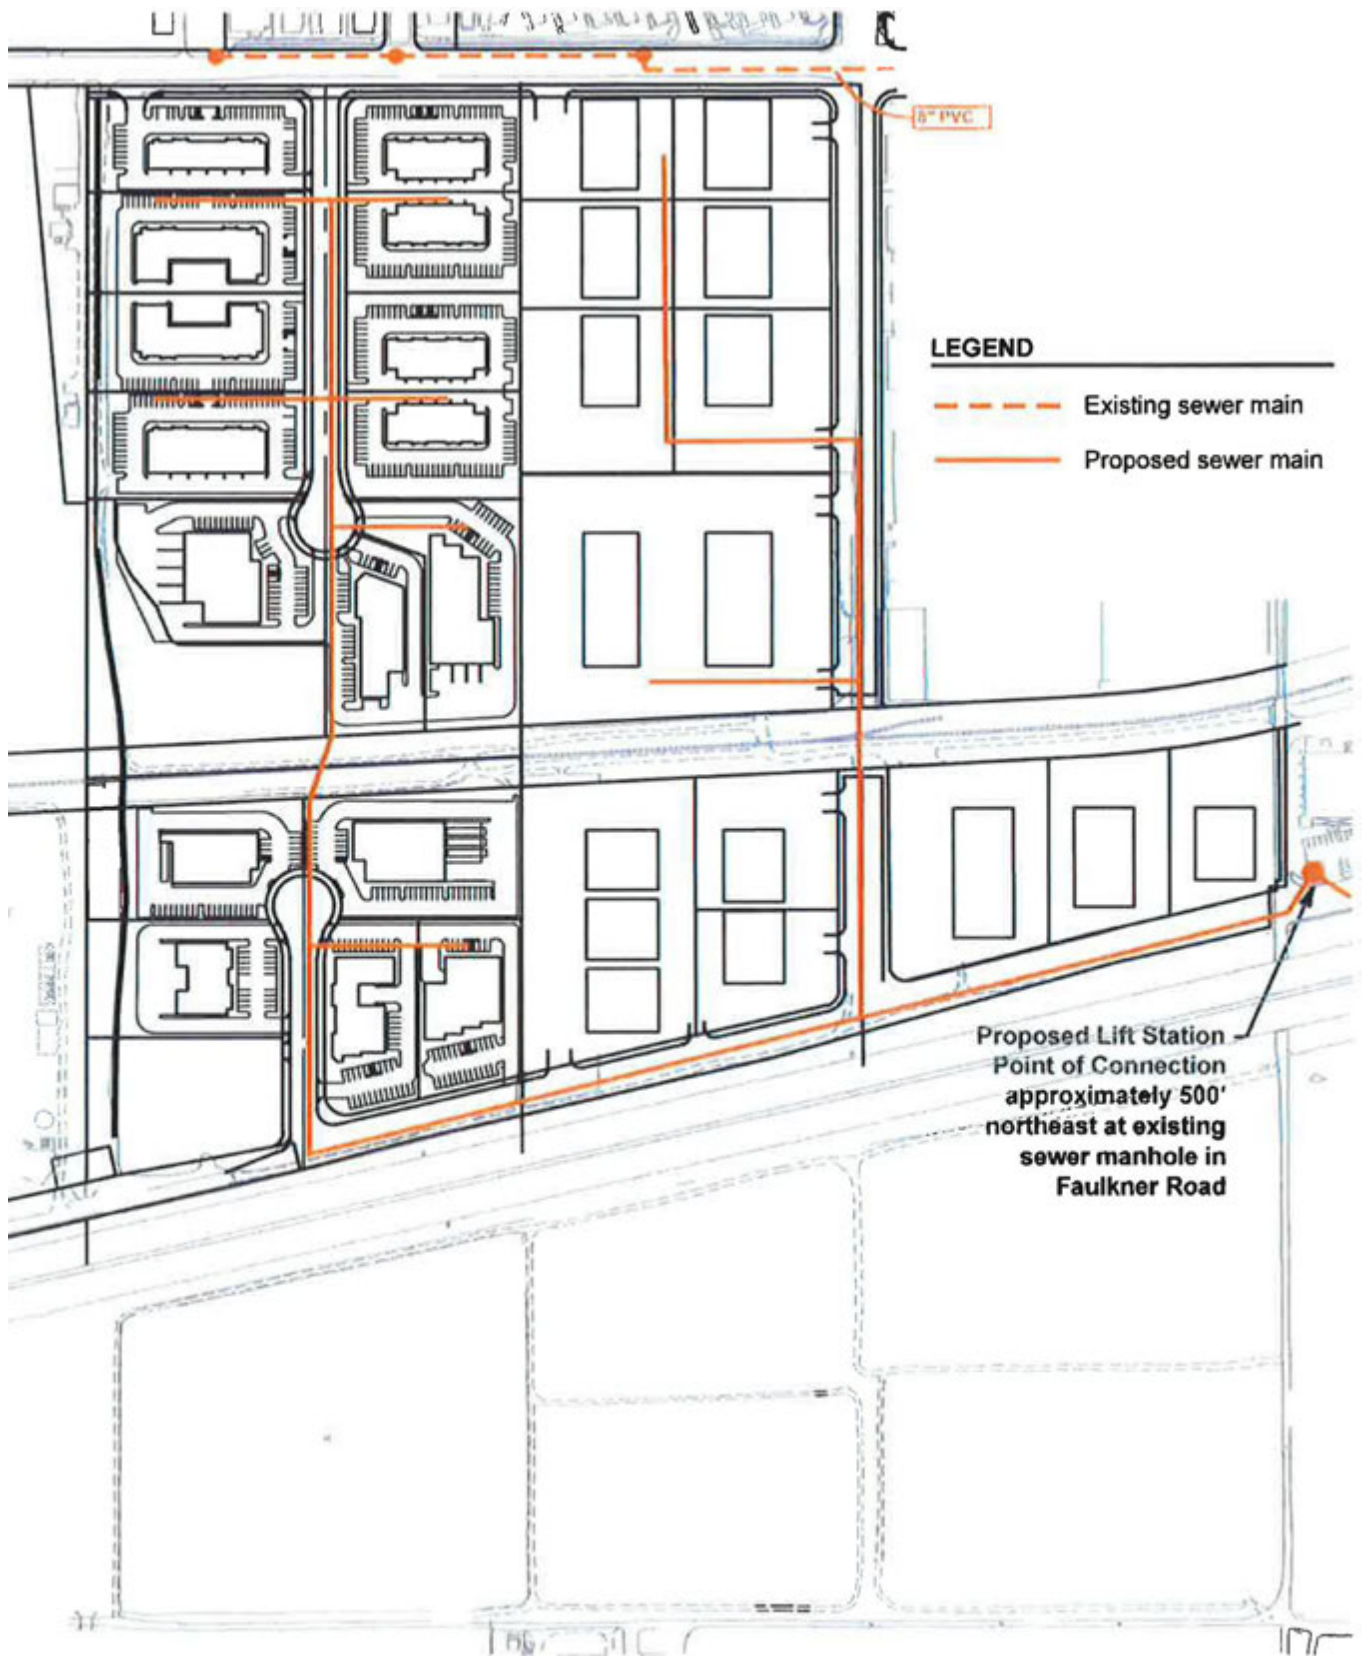 8" PVC
LEGEND
Existing sewer main
Proposed sewer main
Proposed Lift Station
Point of Connection
approximately 500'
northeast at existing
sewer manhole in
Faulkner Road